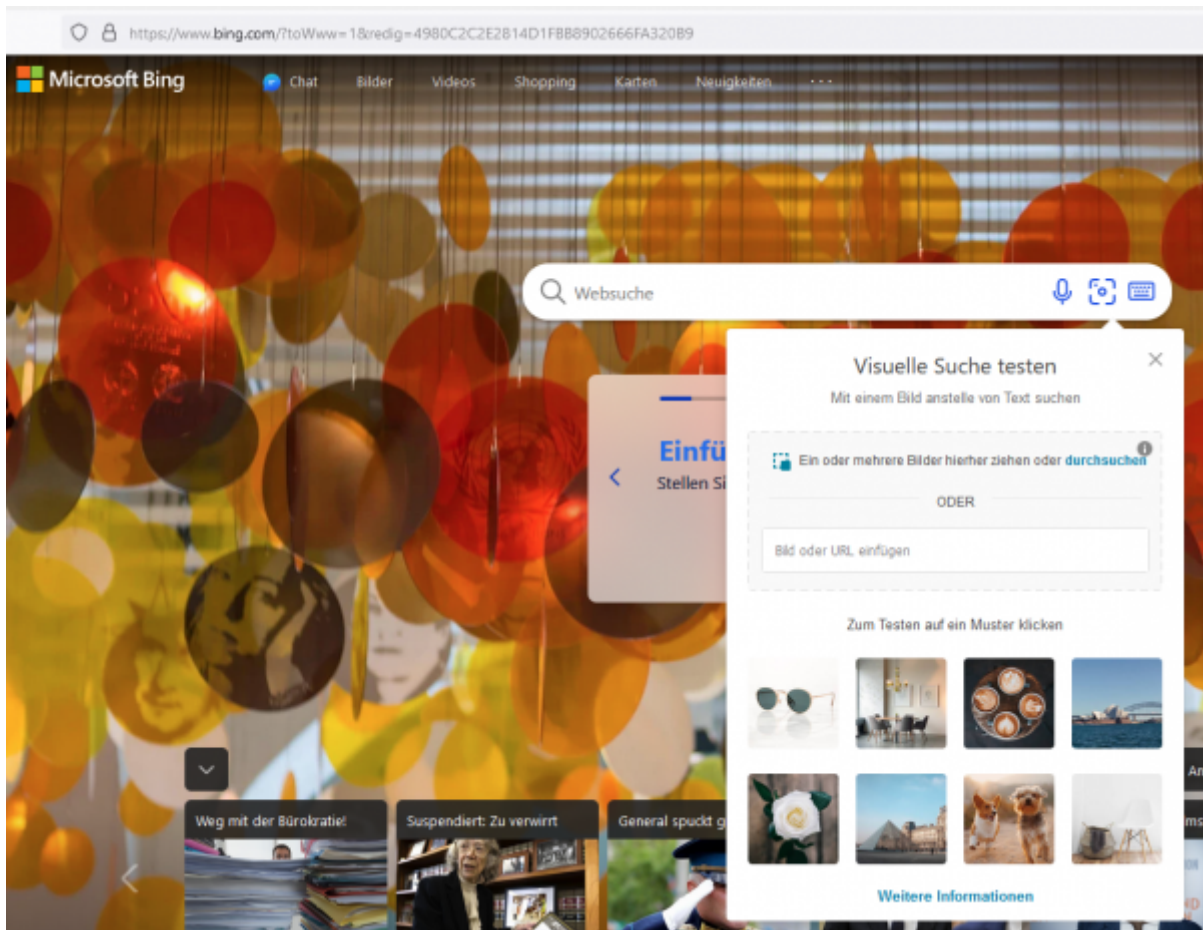 https://www.bing.com/?toWww=1&redig=4980C2C2E2814D1FBB8902666FA320B9
Microsoft Bing
Chat
Bilder
Videos
Shopping
Karten
Neuigkeiten
...
Websuche
Visuelle Suche testen
Mit einem Bild anstelle von Text suchen
Einfü
Stellen Si
Ein oder mehrere Bilder hierher ziehen oder durchsuchen
ODER
Bild oder URL einfügen
Zum Testen auf ein Muster klicken
Weg mit der Bürokratie!
Suspendiert: Zu verwirrt
General spuckt g
Weitere Informationen